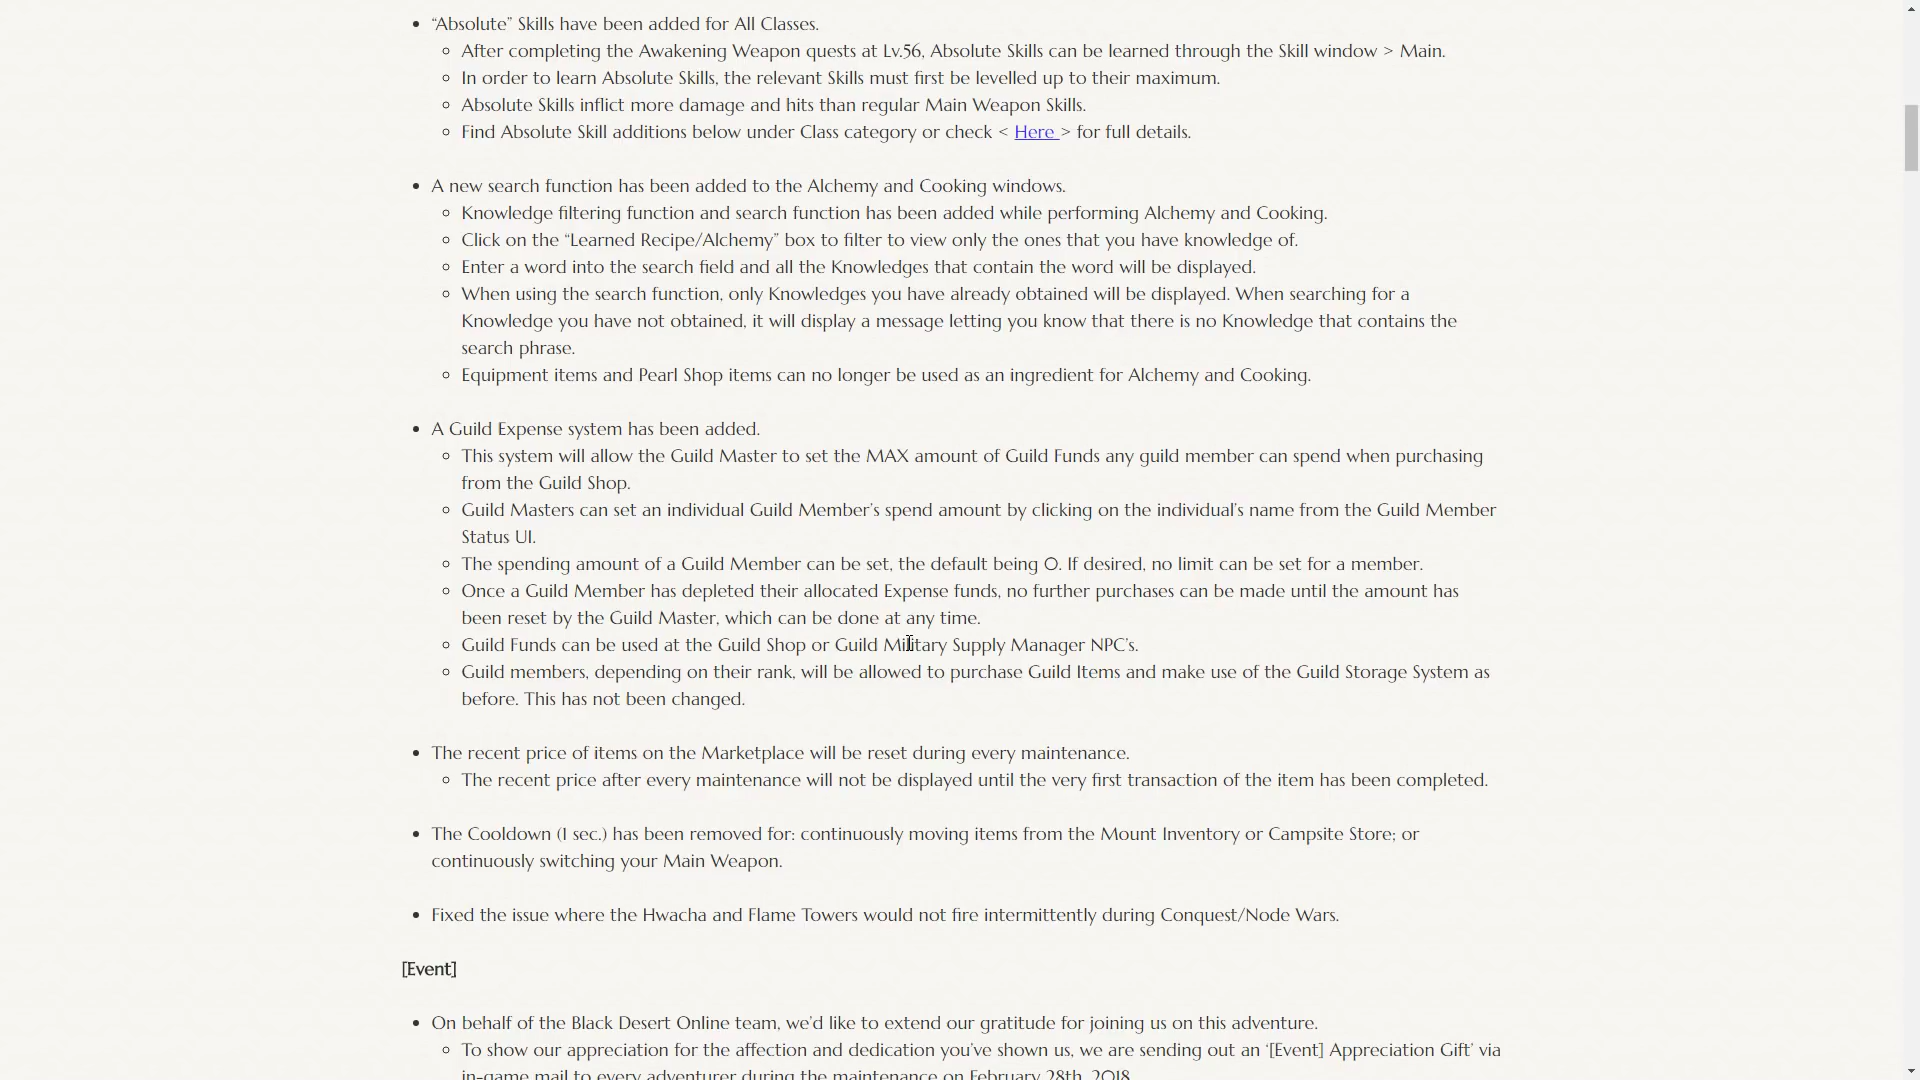 • “Absolute” Skills have been added for All Classes.
◦ After completing the Awakening Weapon quests at Lv.56, Absolute Skills can be learned through the Skill window > Main.
◦ In order to learn Absolute Skills, the relevant Skills must first be levelled up to their maximum.
◦ Absolute Skills inflict more damage and hits than regular Main Weapon Skills.
◦ Find Absolute Skill additions below under Class category or check < Here > for full details.
• A new search function has been added to the Alchemy and Cooking windows.
◦ Knowledge filtering function and search function has been added while performing Alchemy and Cooking.
◦ Click on the “Learned Recipe/Alchemy” box to filter to view only the ones that you have knowledge of.
◦ Enter a word into the search field and all the Knowledges that contain the word will be displayed.
◦ When using the search function, only Knowledges you have already obtained will be displayed. When searching for a
Knowledge you have not obtained, it will display a message letting you know that there is no Knowledge that contains the
search phrase.
◦ Equipment items and Pearl Shop items can no longer be used as an ingredient for Alchemy and Cooking.
• A Guild Expense system has been added.
◦ This system will allow the Guild Master to set the MAX amount of Guild Funds any guild member can spend when purchasing
from the Guild Shop.
◦ Guild Masters can set an individual Guild Member’s spend amount by clicking on the individual’s name from the Guild Member
Status UI.
◦ The spending amount of a Guild Member can be set, the default being 0. If desired, no limit can be set for a member.
◦ Once a Guild Member has depleted their allocated Expense funds, no further purchases can be made until the amount has
been reset by the Guild Master, which can be done at any time.
◦ Guild Funds can be used at the Guild Shop or Guild Military Supply Manager NPC’s.
◦ Guild members, depending on their rank, will be allowed to purchase Guild Items and make use of the Guild Storage System as
before. This has not been changed.
• The recent price of items on the Marketplace will be reset during every maintenance.
◦ The recent price after every maintenance will not be displayed until the very first transaction of the item has been completed.
• The Cooldown (1 sec.) has been removed for: continuously moving items from the Mount Inventory or Campsite Store; or
continuously switching your Main Weapon.
• Fixed the issue where the Hwacha and Flame Towers would not fire intermittently during Conquest/Node Wars.
[Event]
• On behalf of the Black Desert Online team, we’d like to extend our gratitude for joining us on this adventure.
◦ To show our appreciation for the affection and dedication you’ve shown us, we are sending out an ‘[Event] Appreciation Gift’ via
in-game mail to every adventurer during the maintenance on February 28th, 2018.